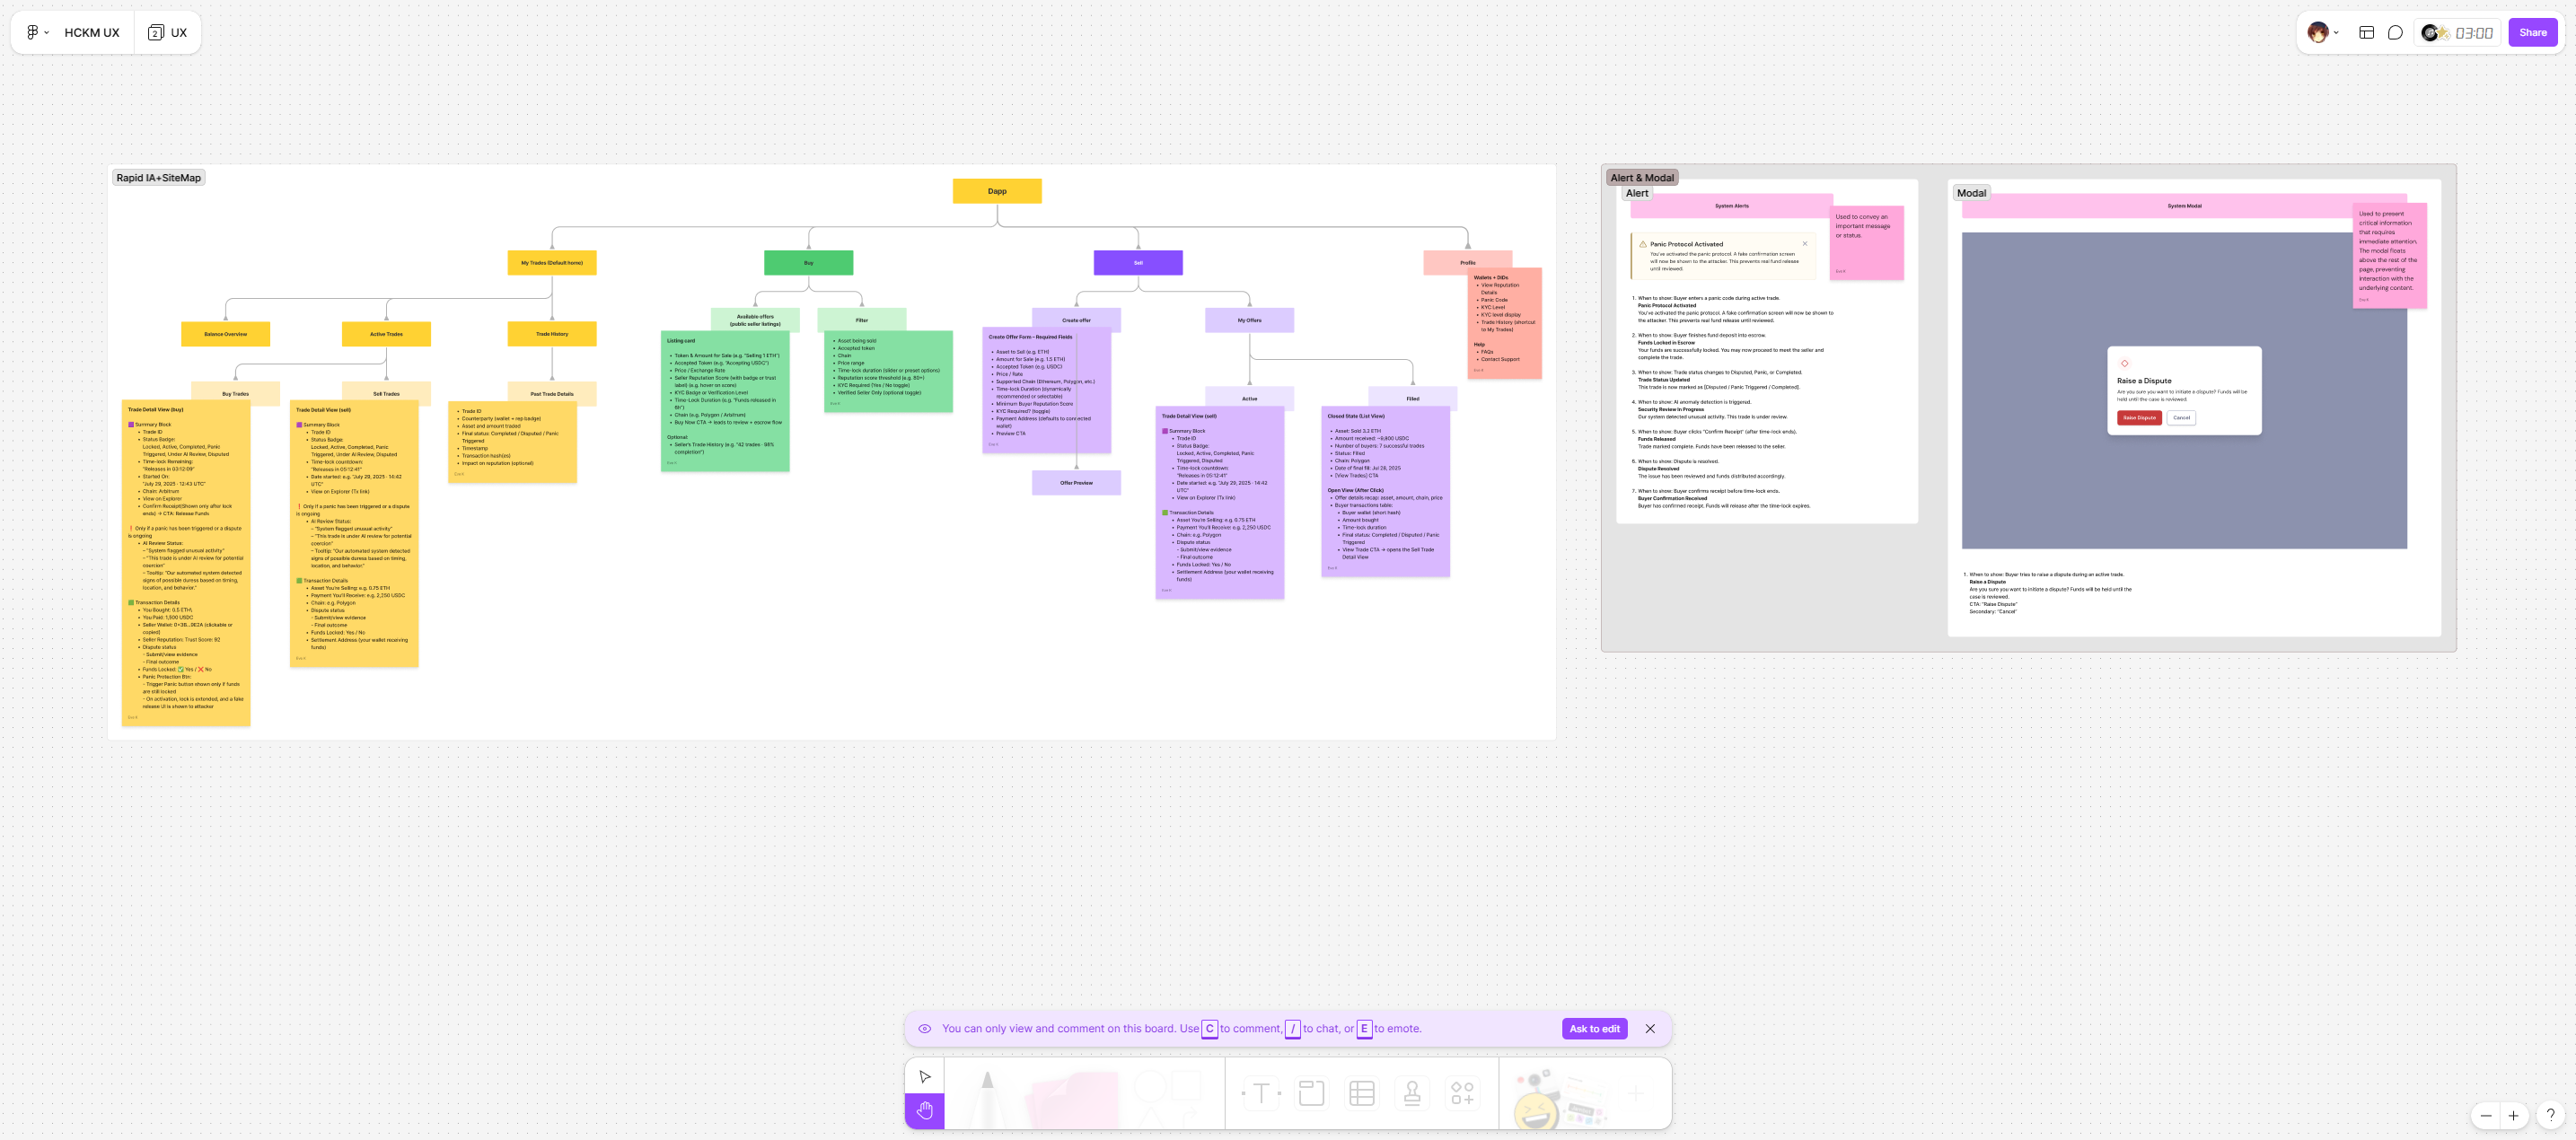 HCKM UX
2
UX
03:00
Share
Rapid IA+SiteMap
Dapp
My Trades (Default home)
Buy
Sell
Profile
Balance Overview
Active Trades
Trade History
Buy Trades
Sell Trades
Past Trade Details
Trade Detail View (buy)
🟪 Summary Block
• Trade ID
• Status Badge:
Locked, Active, Completed, Panic
Triggered, Under AI Review, Disputed
• Time-lock Remaining:
"Releases in 03:12:09"
• Started On:
"July 29, 2025 · 12:43 UTC"
• Chain: Arbitrum
• View on Explorer
• Confirm Receipt(Shown only after lock
ends) → CTA: Release Funds
❗ Only if a panic has been triggered or a dispute
is ongoing
• AI Review Status:
- "System flagged unusual activity"
- "This trade is under AI review for potential
coercion"
- Tooltip: "Our automated system detected
signs of possible duress based on timing,
location, and behavior."
🟩 Transaction Details
• You Bought: 0.5 ETH\
• You Paid: 1,500 USDC
• Seller Wallet: 0x3B...9E2A (clickable or
copied)
• Seller Reputation: Trust Score: 92
• Dispute status
- Submit/view evidence
- Final outcome
• Funds Locked: ✅ Yes / ❌ No
• Panic Protection Btn:
- Trigger Panic button shown only if funds
are still locked
- On activation, lock is extended, and a fake
release UI is shown to attacker
Trade Detail View (sell)
🟪 Summary Block
• Trade ID
• Status Badge:
Locked, Active, Completed, Panic
Triggered, Under AI Review, Disputed
• Time-lock countdown:
"Releases in 05:12:41"
• Date started: e.g. "July 29, 2025 · 14:42
UTC"
• View on Explorer (Tx link)
❗ Only if a panic has been triggered or a dispute
is ongoing
• AI Review Status:
- "System flagged unusual activity"
- "This trade is under AI review for potential
coercion"
- Tooltip: "Our automated system detected
signs of possible duress based on timing,
location, and behavior."
🟩 Transaction Details
• Asset You're Selling: e.g. 0.75 ETH
• Payment You'll Receive: e.g. 2,250 USDC
• Chain: e.g. Polygon
• Dispute status
- Submit/view evidence
- Final outcome
• Funds Locked: Yes / No
• Settlement Address (your wallet receiving
funds)
• Trade ID
• Counterparty (wallet + rep badge)
• Asset and amount traded
• Final status: Completed / Disputed / Panic
Triggered
• Timestamp
• Transaction hash(es)
• Impact on reputation (optional)
Available offers
(public seller listings)
Filter
Listing card
• Token & Amount for Sale (e.g. "Selling 1 ETH")
• Accepted Token (e.g. "Accepting USDC")
• Price / Exchange Rate
• Seller Reputation Score (with badge or trust
label) (e.g. hover on score)
• KYC Badge or Verification Level
• Time-Lock Duration (e.g. "Funds released in
6h")
• Chain (e.g. Polygon / Arbitrum)
• Buy Now CTA → leads to review + escrow flow
Optional
• Seller's Trade-History (e.g. "42 trades · 98%
completion")
• Asset being sold
• Accepted token
• Chain
• Price range
• Time-lock duration (slider or preset options)
• Reputation score threshold (e.g. 80+)
• KYC Required (Yes / No toggle)
• Verified Seller Only (optional toggle)
Create offer
My Offers
Create Offer Form – Required Fields
• Asset to Sell (e.g. ETH)
• Amount for Sale (e.g. 1.5 ETH)
• Accepted Token (e.g. USDC)
• Price / Rate
• Supported Chain (Ethereum, Polygon, etc.)
• Time-Lock Duration (dynamically
recommended or selectable)
• Minimum Buyer Reputation Score
• KYC Required? (toggle)
• Payment Address (defaults to connected
wallet)
• Preview CTA
Offer Preview
Active
Filled
Trade Detail View (sell)
🟪 Summary Block
• Trade ID
• Status Badge:
Locked, Active, Completed, Panic
Triggered, Disputed
• Time-lock countdown:
"Releases in 05:12:41"
• Date started: e.g. "July 29, 2025 · 14:42
UTC"
• View on Explorer (Tx link)
🟩 Transaction Details
• Asset You're Selling: e.g. 0.75 ETH
• Payment You'll Receive: e.g. 2,250 USDC
• Chain: e.g. Polygon
• Dispute status
- Submit/view evidence
- Final outcome
• Funds Locked: Yes / No
• Settlement Address (your wallet receiving
funds)
Closed State (List View)
• Asset: Sold 3.2 ETH
• Amount received: ~9,600 USDC
• Number of buyers: 7 successful trades
• Status: Filled
• Chain: Polygon
• Date of final fill: Jul 28, 2025
• [View Trades] CTA
Open View (After Click)
• Offer details recap: asset, amount, chain, price
• Buyer transactions table:
• Buyer wallet (short hash)
• Amount bought
• Time-lock duration
• Final status: Completed / Disputed / Panic
Triggered
• View Trade CTA → opens the Sell Trade
Detail View
Wallets + DIDs
• View Reputation
Details
• Panic Code
• KYC Level
• KYC level display
• Trade History (shortcut
to My Trades)
Help
• FAQs
• Contact Support
Alert & Modal
Alert
System Alerts
Used to convey an
important message
or status.
Panic Protocol Activated
You've activated the panic protocol. A fake confirmation screen
will now be shown to the attacker. This prevents real fund release
until reviewed.
1. When to show: Buyer enters a panic code during active trade.
Panic Protocol Activated
You've activated the panic protocol. A fake confirmation screen will now be shown to
the attacker. This prevents real fund release until reviewed.
2. When to show: Buyer finishes fund deposit into escrow.
Funds Locked in Escrow
Your funds are successfully locked. You may now proceed to meet the seller and
complete the trade.
3. When to show: Trade status changes to Disputed, Panic, or Completed.
Trade Status Updated
This trade is now marked as [Disputed / Panic Triggered / Completed].
4. When to show: AI anomaly detection is triggered.
Security Review In Progress
Our system detected unusual activity. This trade is under review.
5. When to show: Buyer clicks "Confirm Receipt" (after time-lock ends).
Funds Released
Trade marked complete. Funds have been released to the seller.
6. When to show: Dispute is resolved.
Dispute Resolved
The issue has been reviewed and funds distributed accordingly.
7. When to show: Buyer confirms receipt before time-lock ends.
Buyer Confirmation Received
Buyer has confirmed receipt. Funds will release after the time-lock expires.
Modal
System Modal
Used to present
critical information
that requires
immediate attention.
The modal floats
above the rest of the
page, preventing
interaction with the
underlying content.
Raise a Dispute
Are you sure you want to initiate a dispute? Funds will be
held until the case is reviewed.
Raise Dispute
Cancel
1. When to show: Buyer tries to raise a dispute during an active trade.
Raise a Dispute
Are you sure you want to initiate a dispute? Funds will be held until the
case is reviewed.
CTA: "Raise Dispute"
Secondary: "Cancel"
You can only view and comment on this board. Use C to comment, / to chat, or E to emote.
Ask to edit